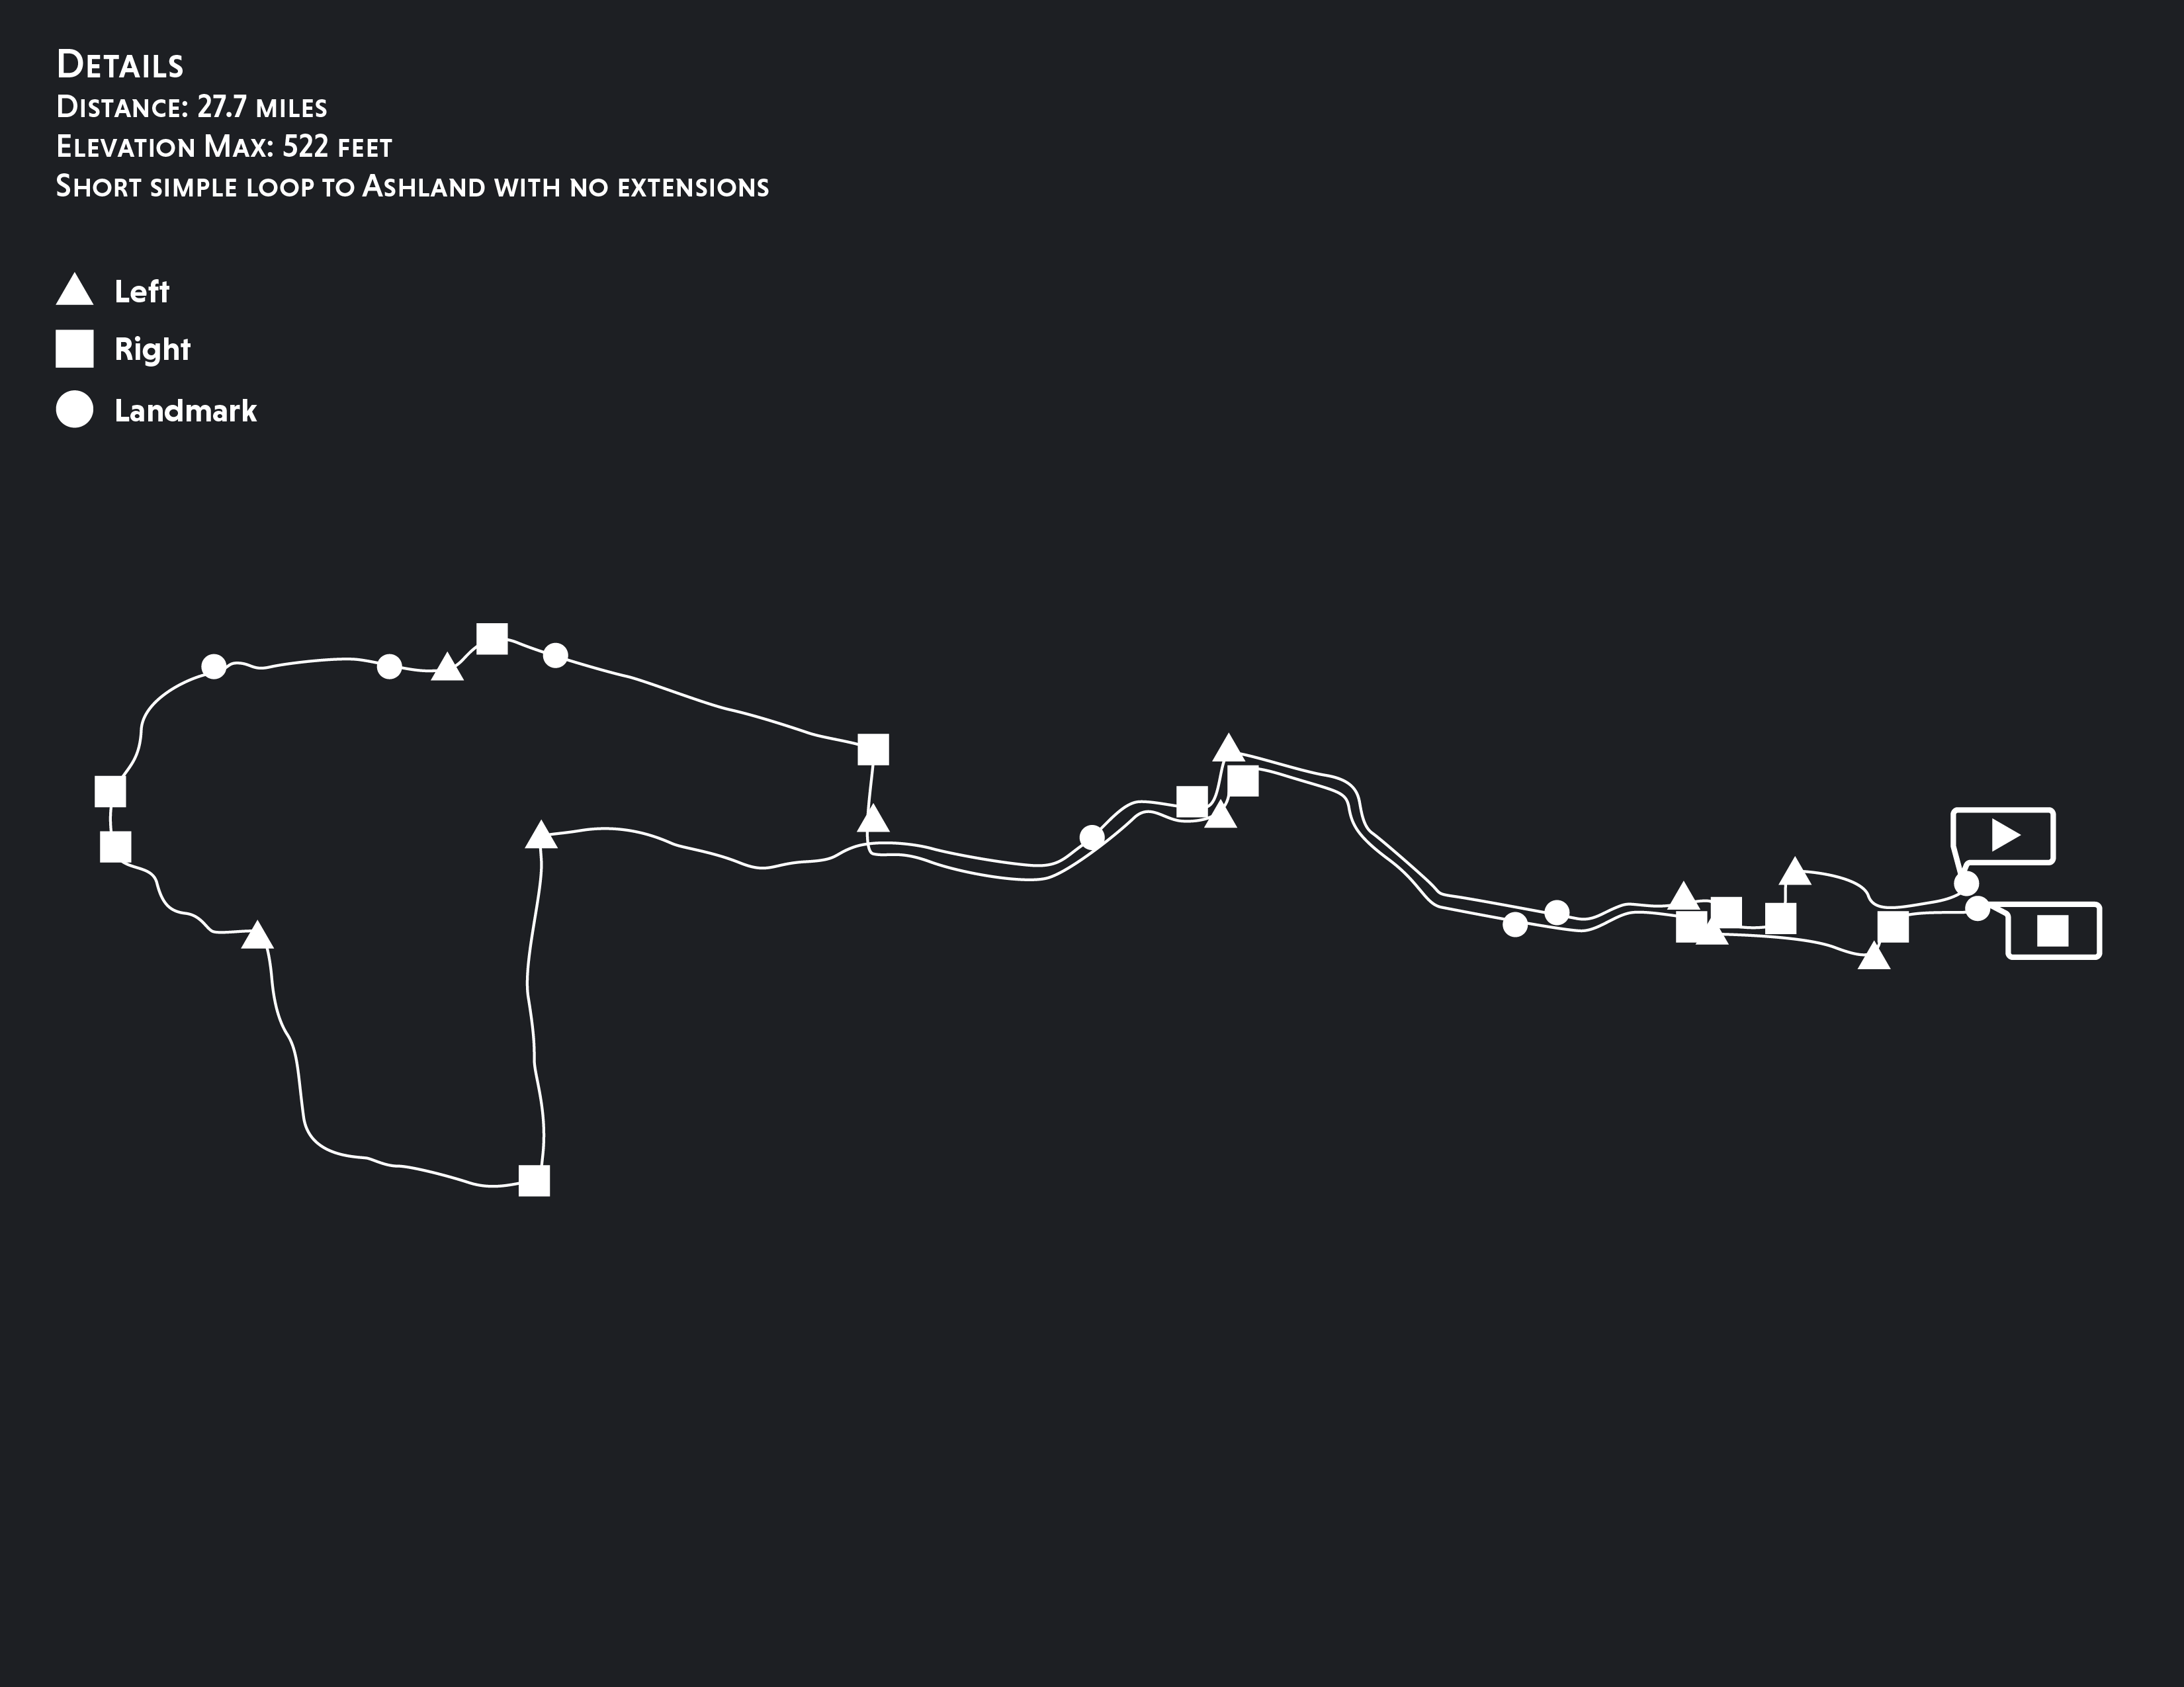 Details
Distance: 27.7 miles
Elevation Max: 522 feet
Short simple loop to Ashland with no extensions
Left
Right
Landmark